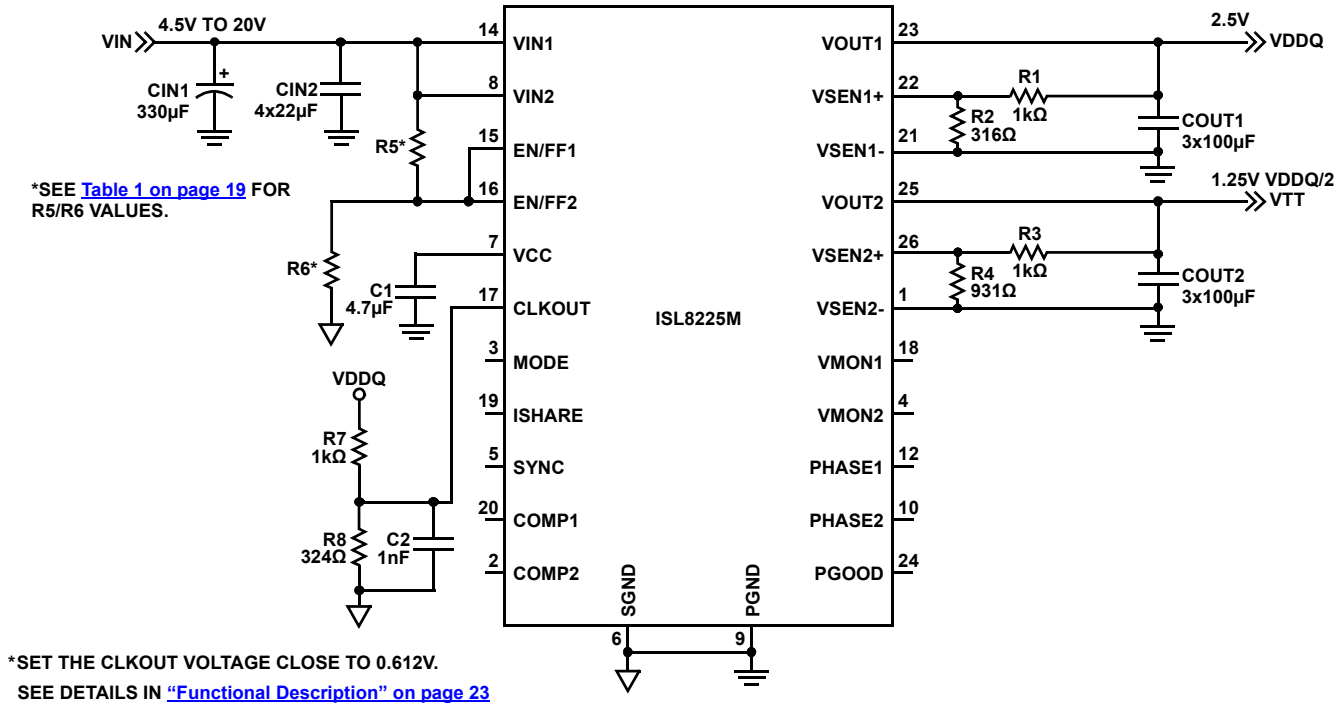 4.5V TO 20V
VIN
CIN1
330µF
+
CIN2
4x22µF
R5*
*SEE Table 1 on page 19 FOR
R5/R6 VALUES.
R6*
C1
4.7µF
VDDQ
R7
1kΩ
R8
324Ω
C2
1nF
14 VIN1
8 VIN2
15 EN/FF1
16 EN/FF2
7 VCC
17 CLKOUT
3 MODE
19 ISHARE
5 SYNC
20 COMP1
2 COMP2
ISL8225M
SGND
6
PGND
9
VOUT1 23
VSEN1+ 22
VSEN1- 21
VOUT2 25
VSEN2+ 26
VSEN2- 1
VMON1 18
VMON2 4
PHASE1 12
PHASE2 10
PGOOD 24
2.5V
VDDQ
R1
1kΩ
R2
316Ω
COUT1
3x100µF
1.25V VDDQ/2
VTT
R3
1kΩ
R4
931Ω
COUT2
3x100µF
*SET THE CLKOUT VOLTAGE CLOSE TO 0.612V.
SEE DETAILS IN “Functional Description” on page 23